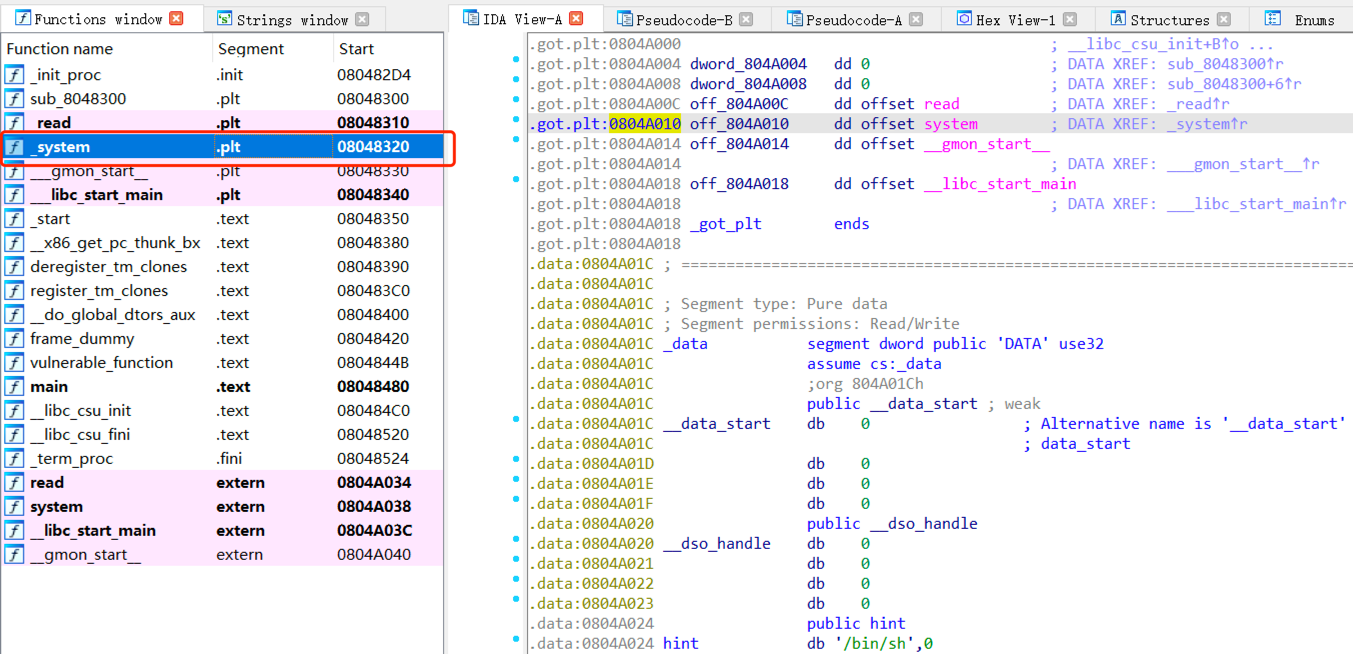 Functions window
Strings window
IDA View-A
Pseudocode-B
Pseudocode-A
Hex View-1
Structures
Enums
Function name Segment Start
_init_proc .init 080482D4
sub_8048300 .plt 08048300
_read .plt 08048310
_system .plt 08048320
___gmon_start__ .plt 08048330
___libc_start_main .plt 08048340
_start .text 08048350
__x86_get_pc_thunk_bx .text 08048380
deregister_tm_clones .text 08048390
register_tm_clones .text 080483C0
__do_global_dtors_aux .text 08048400
frame_dummy .text 08048420
vulnerable_function .text 0804844B
main .text 08048480
__libc_csu_init .text 080484C0
__libc_csu_fini .text 08048520
_term_proc .fini 08048524
read extern 0804A034
system extern 0804A038
__libc_start_main extern 0804A03C
__gmon_start__ extern 0804A040
.got.plt:0804A000 ; __libc_csu_init+B↑o ...
.got.plt:0804A004 dword_804A004 dd 0 ; DATA XREF: sub_8048300↑r
.got.plt:0804A008 dword_804A008 dd 0 ; DATA XREF: sub_8048300+6↑r
.got.plt:0804A00C off_804A00C dd offset read ; DATA XREF: _read↑r
.got.plt:0804A010 off_804A010 dd offset system ; DATA XREF: _system↑r
.got.plt:0804A014 off_804A014 dd offset __gmon_start__
.got.plt:0804A014 ; DATA XREF: ___gmon_start__↑r
.got.plt:0804A018 off_804A018 dd offset __libc_start_main
.got.plt:0804A018 ; DATA XREF: ___libc_start_main↑r
.got.plt:0804A018 _got_plt ends
.got.plt:0804A018
.data:0804A01C ; ===========================================================================
.data:0804A01C
.data:0804A01C ; Segment type: Pure data
.data:0804A01C ; Segment permissions: Read/Write
.data:0804A01C _data segment dword public 'DATA' use32
.data:0804A01C assume cs:_data
.data:0804A01C ;org 804A01Ch
.data:0804A01C public __data_start ; weak
.data:0804A01C __data_start db 0 ; Alternative name is '__data_start'
.data:0804A01C ; data_start
.data:0804A01D db 0
.data:0804A01E db 0
.data:0804A01F db 0
.data:0804A020 public __dso_handle
.data:0804A020 __dso_handle db 0
.data:0804A021 db 0
.data:0804A022 db 0
.data:0804A023 db 0
.data:0804A024 public hint
.data:0804A024 hint db '/bin/sh',0